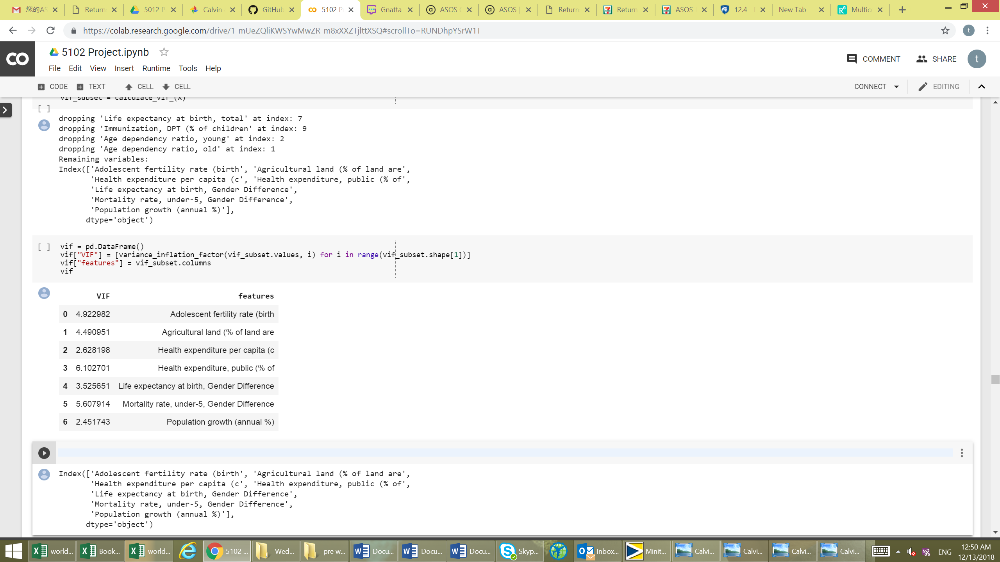 您的AS
Return
5012 P
Calvin
GitHub
5102 P
Gnatta
ASOS
ASOS
Return
Return
ASOS_
12.4 -
New Tab
Multico
https://colab.research.google.com/drive/1-mUeZQliKWSYwMwZR-m8xXXZTjlttXSQ#scrollTo=RUNDhpYSrW1T
t
CO
5102 Project.ipynb
COMMENT
SHARE
t
File Edit View Insert Runtime Tools Help
CODE TEXT CELL CELL
CONNECT
EDITING
vif_subset = calculate_vif_(X)
[ ]
dropping 'Life expectancy at birth, total' at index: 7
dropping 'Immunization, DPT (% of children' at index: 9
dropping 'Age dependency ratio, young' at index: 2
dropping 'Age dependency ratio, old' at index: 1
Remaining variables:
Index(['Adolescent fertility rate (birth', 'Agricultural land (% of land are',
'Health expenditure per capita (c', 'Health expenditure, public (% of',
'Life expectancy at birth, Gender Difference',
'Mortality rate, under-5, Gender Difference',
'Population growth (annual %)'],
dtype='object')
[ ] vif = pd.DataFrame()
vif["VIF"] = [variance_inflation_factor(vif_subset.values, i) for i in range(vif_subset.shape[1])]
vif["features"] = vif_subset.columns
vif
VIF features
0 4.922982 Adolescent fertility rate (birth
1 4.490951 Agricultural land (% of land are
2 2.628198 Health expenditure per capita (c
3 6.102701 Health expenditure, public (% of
4 3.525651 Life expectancy at birth, Gender Difference
5 5.607914 Mortality rate, under-5, Gender Difference
6 2.451743 Population growth (annual %)
Index(['Adolescent fertility rate (birth', 'Agricultural land (% of land are',
'Health expenditure per capita (c', 'Health expenditure, public (% of',
'Life expectancy at birth, Gender Difference',
'Mortality rate, under-5, Gender Difference',
'Population growth (annual %)'],
dtype='object')
world...
Book...
world...
5102 ...
Wed...
pre w...
Docu...
Docu...
Docu...
Skyp...
Inbox...
Minit...
Calvi...
Calvi...
Calvi...
Calvi...
ENG
12:50 AM
12/13/2018